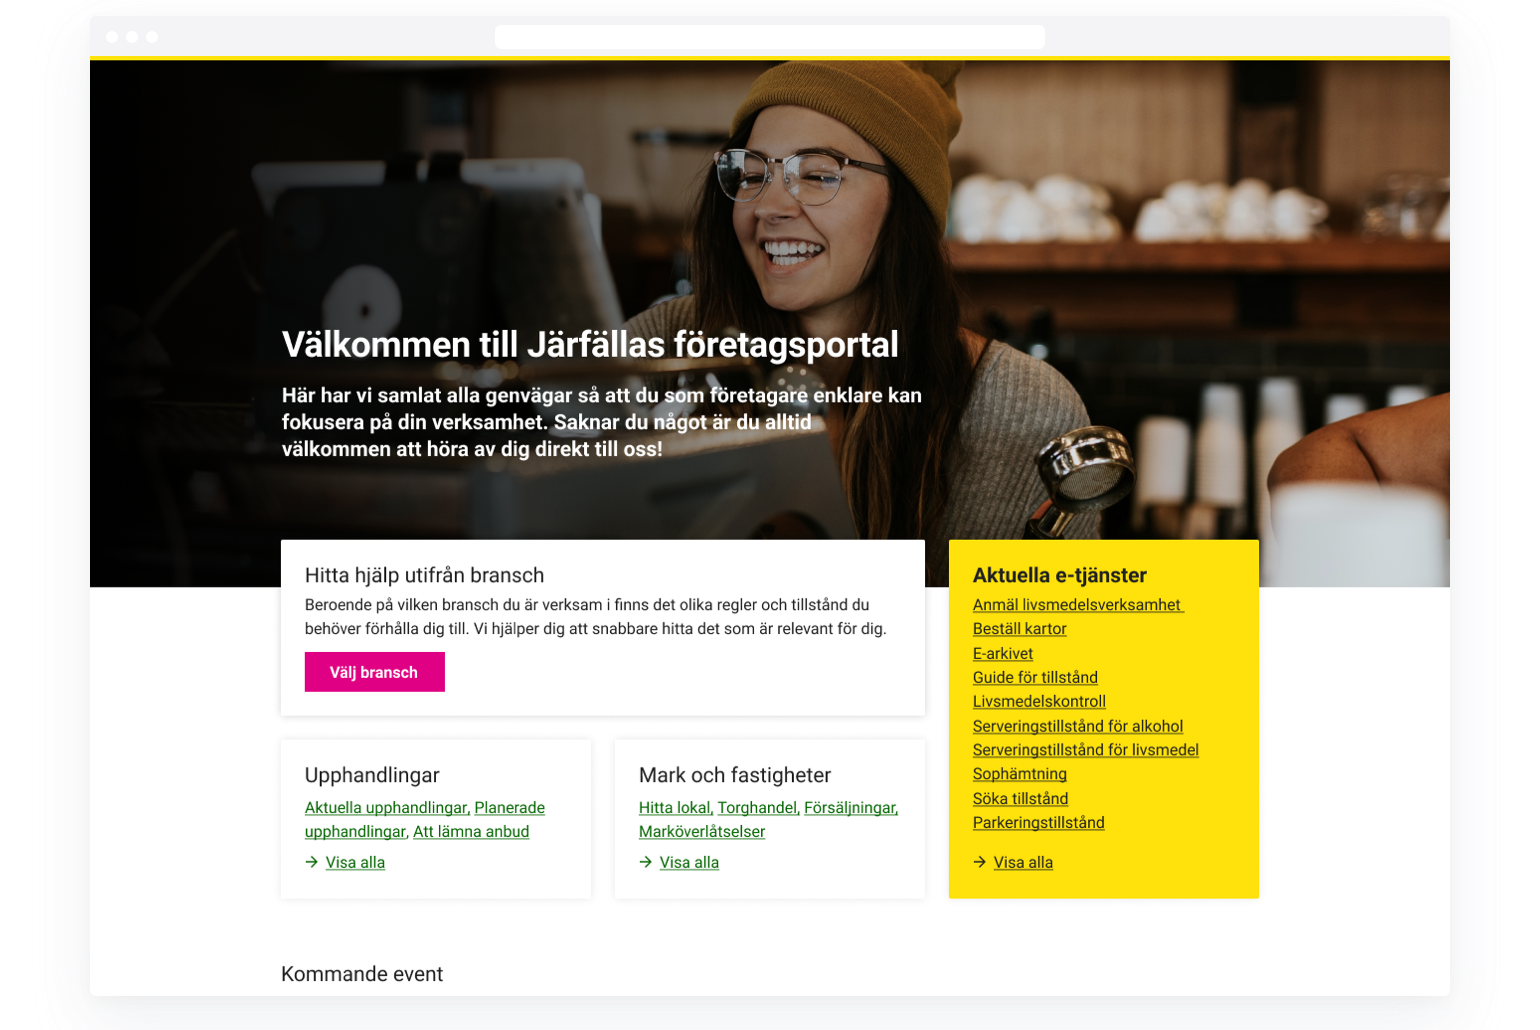 Välkommen till Järfällas företagsportal
Här har vi samlat alla genvägar så att du som företagare enklare kan
fokusera på din verksamhet. Saknar du något är du alltid
välkommen att höra av dig direkt till oss!
Hitta hjälp utifrån bransch
Beroende på vilken bransch du är verksam i finns det olika regler och tillstånd du
behöver förhålla dig till. Vi hjälper dig att snabbare hitta det som är relevant för dig.
Välj bransch
Upphandlingar
Aktuella upphandlingar, Planerade
upphandlingar, Att lämna anbud
→ Visa alla
Mark och fastigheter
Hitta lokal, Torghandel, Försäljningar,
Marköverlåtselser
→ Visa alla
Aktuella e-tjänster
Anmäl livsmedelsverksamhet
Beställ kartor
E-arkivet
Guide för tillstånd
Livsmedelskontroll
Serveringstillstånd för alkohol
Serveringstillstånd för livsmedel
Sophämtning
Söka tillstånd
Parkeringstillstånd
→ Visa alla
Kommande event